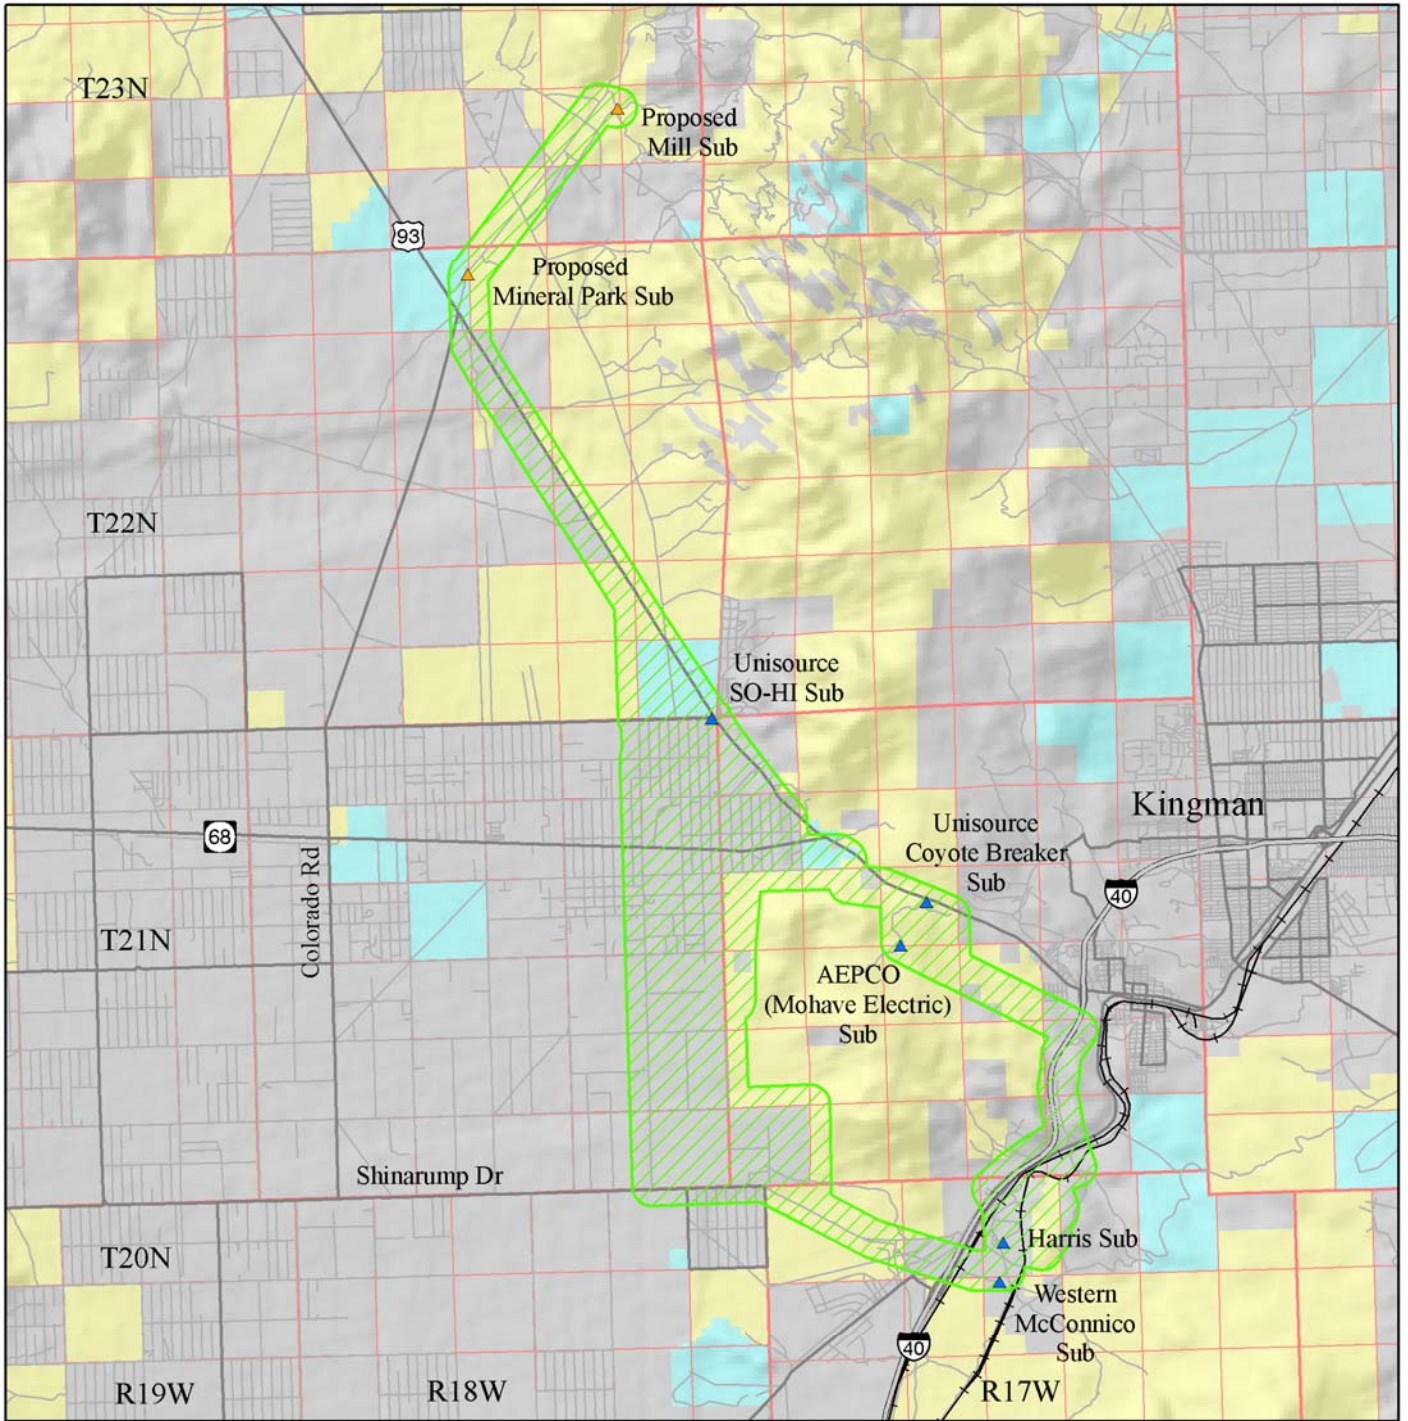 T23N
Proposed
Mill Sub
93
Proposed
Mineral Park Sub
T22N
Unisource
SO-HI Sub
Kingman
68
Unisource
Coyote Breaker
Sub
40
Colorado Rd
T21N
AEPCO
(Mohave Electric)
Sub
Shinarump Dr
T20N
Harris Sub
Western
McConnico
Sub
40
R19W
R18W
R17W